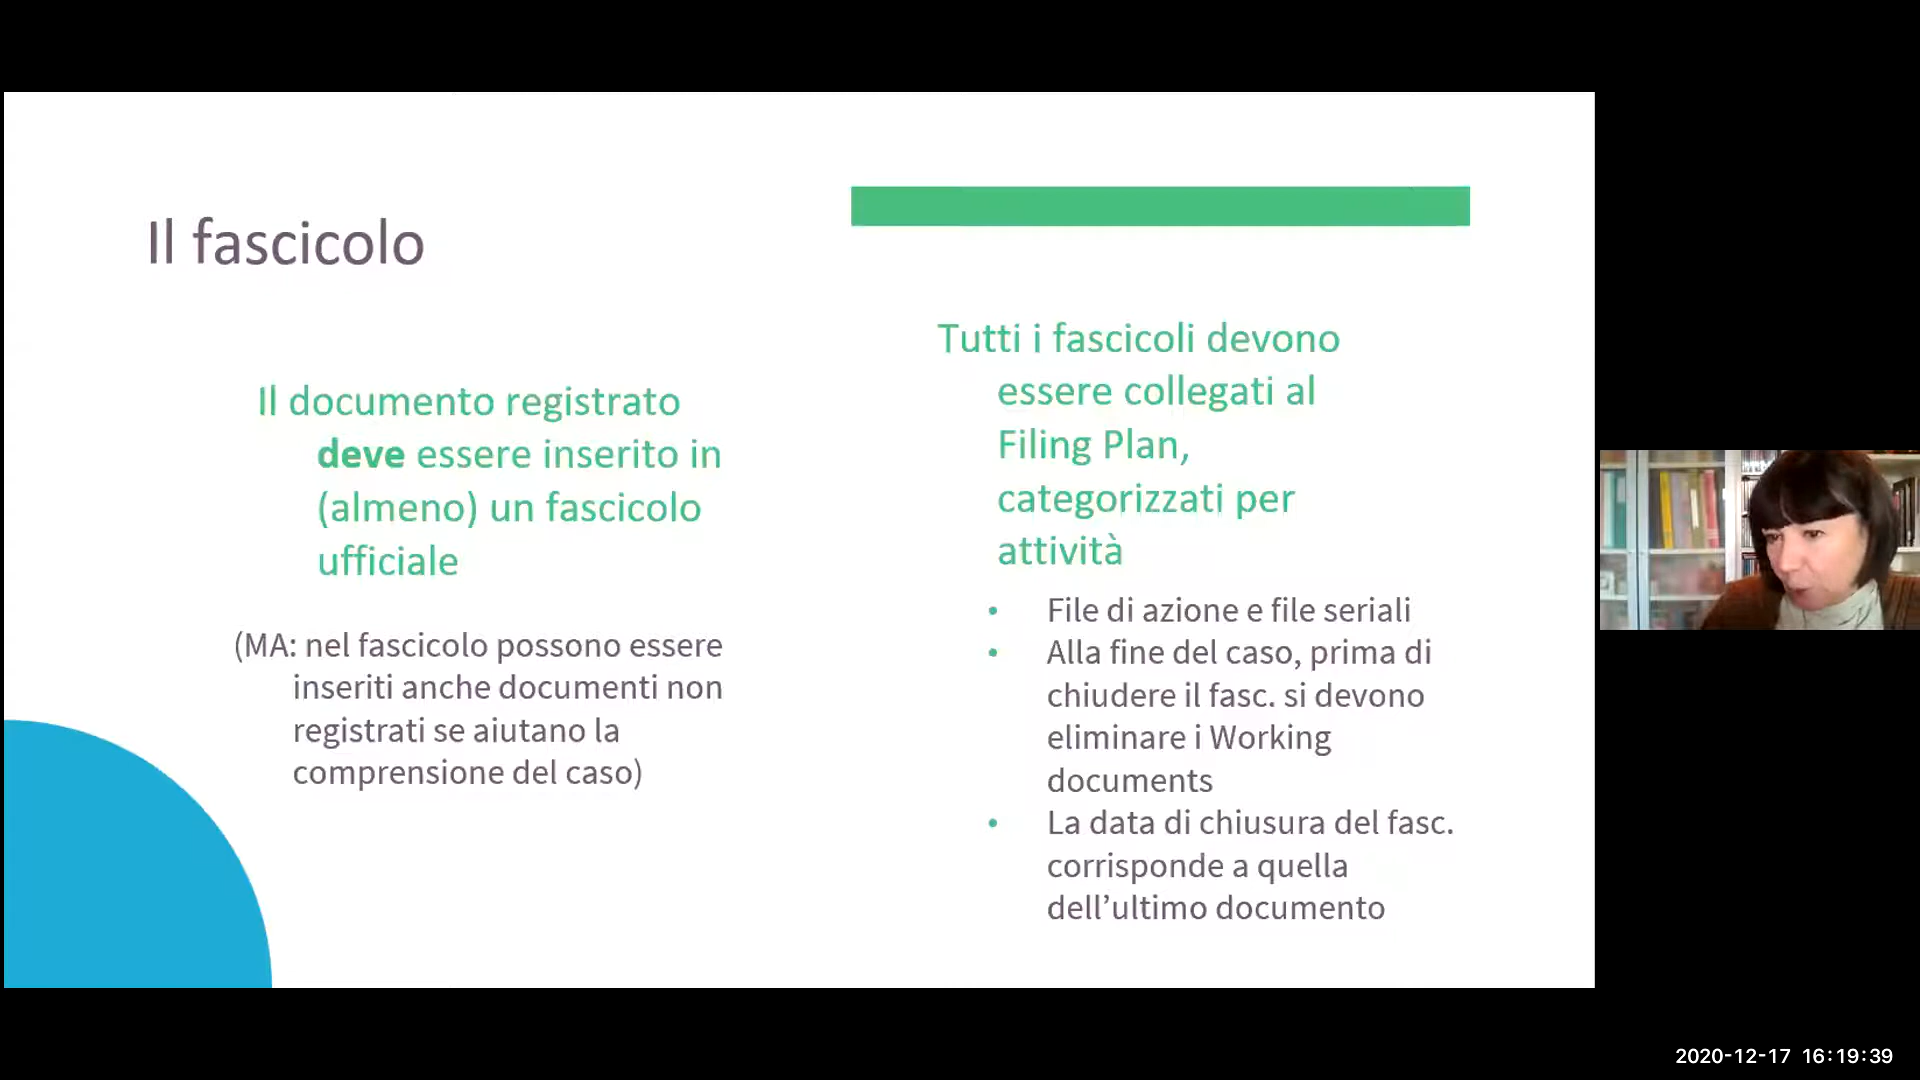 Il fascicolo
Il documento registrato
deve essere inserito in
(almeno) un fascicolo
ufficiale
(MA: nel fascicolo possono essere
inseriti anche documenti non
registrati se aiutano la
comprensione del caso)
Tutti i fascicoli devono
essere collegati al
Filing Plan,
categorizzati per
attività
• File di azione e file seriali
• Alla fine del caso, prima di
chiudere il fasc. si devono
eliminare i Working
documents
• La data di chiusura del fasc.
corrisponde a quella
dell’ultimo documento
2020-12-17 16:19:39